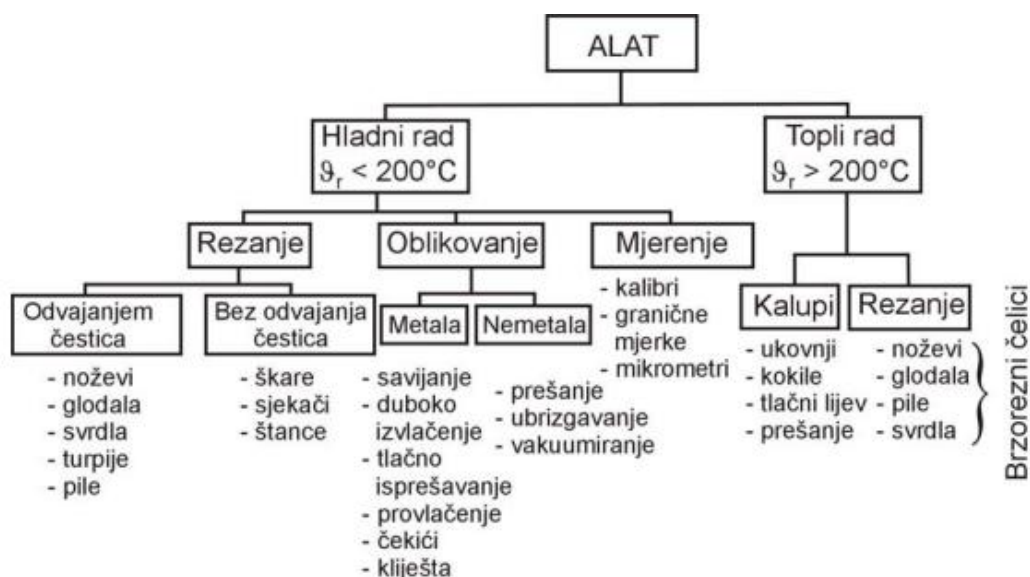 ALAT
Hladni rad
ϑr < 200°C
Topli rad
ϑr > 200°C
Rezanje
Oblikovanje
Mjerenje
Odvajanjem
čestica
- noževi
- glodala
- svrdla
- turpije
- pile
Bez odvajanja
čestica
- škare
- sjekači
- štance
Metala
- savijanje
- duboko
izvlačenje
- tlačno
isprešavanje
- provlačenje
- čekići
- kliješta
Nemetala
- prešanje
- ubrizgavanje
- vakuumiranje
- kalibri
- granične
mjerke
- mikrometri
Kalupi
- ukovnji
- kokile
- tlačni lijev
- prešanje
Rezanje
- noževi
- glodala
- pile
- svrdla
Brzorezni čelici